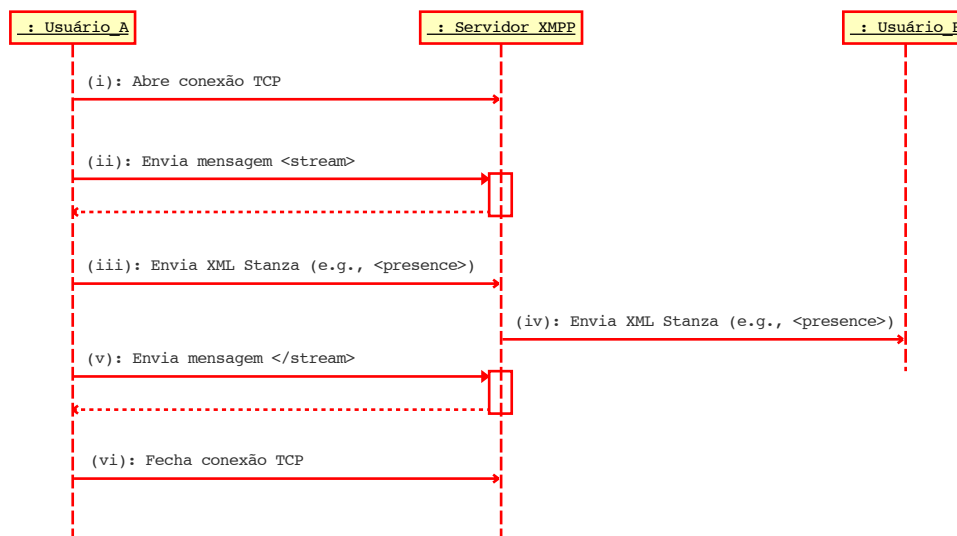 : Usuário_A
: Servidor XMPP
: Usuário_
(i): Abre conexão TCP
(ii): Envia mensagem <stream>
(iii): Envia XML Stanza (e.g., <presence>)
(iv): Envia XML Stanza (e.g., <presence>)
(v): Envia mensagem </stream>
(vi): Fecha conexão TCP